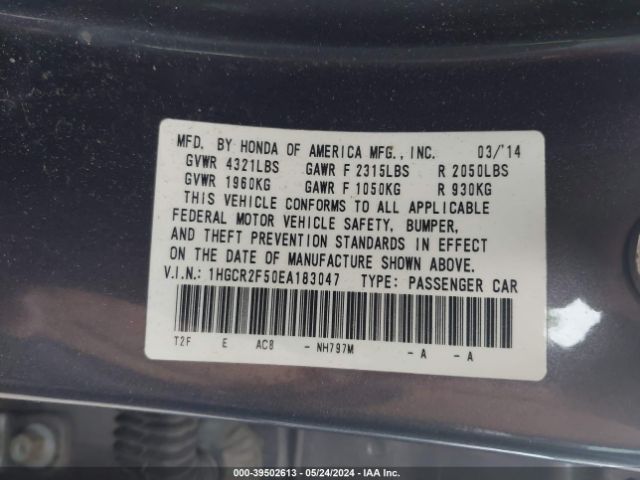 MFD. BY HONDA OF AMERICA MFG., INC. 03/'14
GVWR 4321LBS GAWR F 2315LBS R 2050LBS
GVWR 1960KG GAWR F 1050KG R 930KG
THIS VEHICLE CONFORMS TO ALL APPLICABLE
FEDERAL MOTOR VEHICLE SAFETY, BUMPER,
AND THEFT PREVENTION STANDARDS IN EFFECT
ON THE DATE OF MANUFACTURE SHOWN ABOVE.
V.I.N.: 1HGCR2F50EA183047 TYPE: PASSENGER CAR
T2F E AC8 - NH797M - A - A
000-39502613 - 05/24/2024 - IAA Inc.